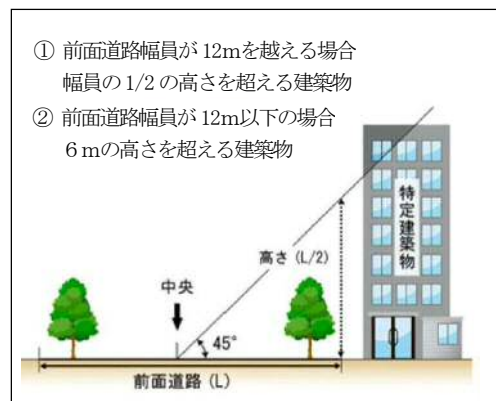 ① 前面道路幅員が 12mを越える場合
幅員の 1/2 の高さを超える建築物
② 前面道路幅員が 12m以下の場合
６ｍの高さを超える建築物
特定建築物
高さ (L/2)
中央
45°
前面道路 (L)